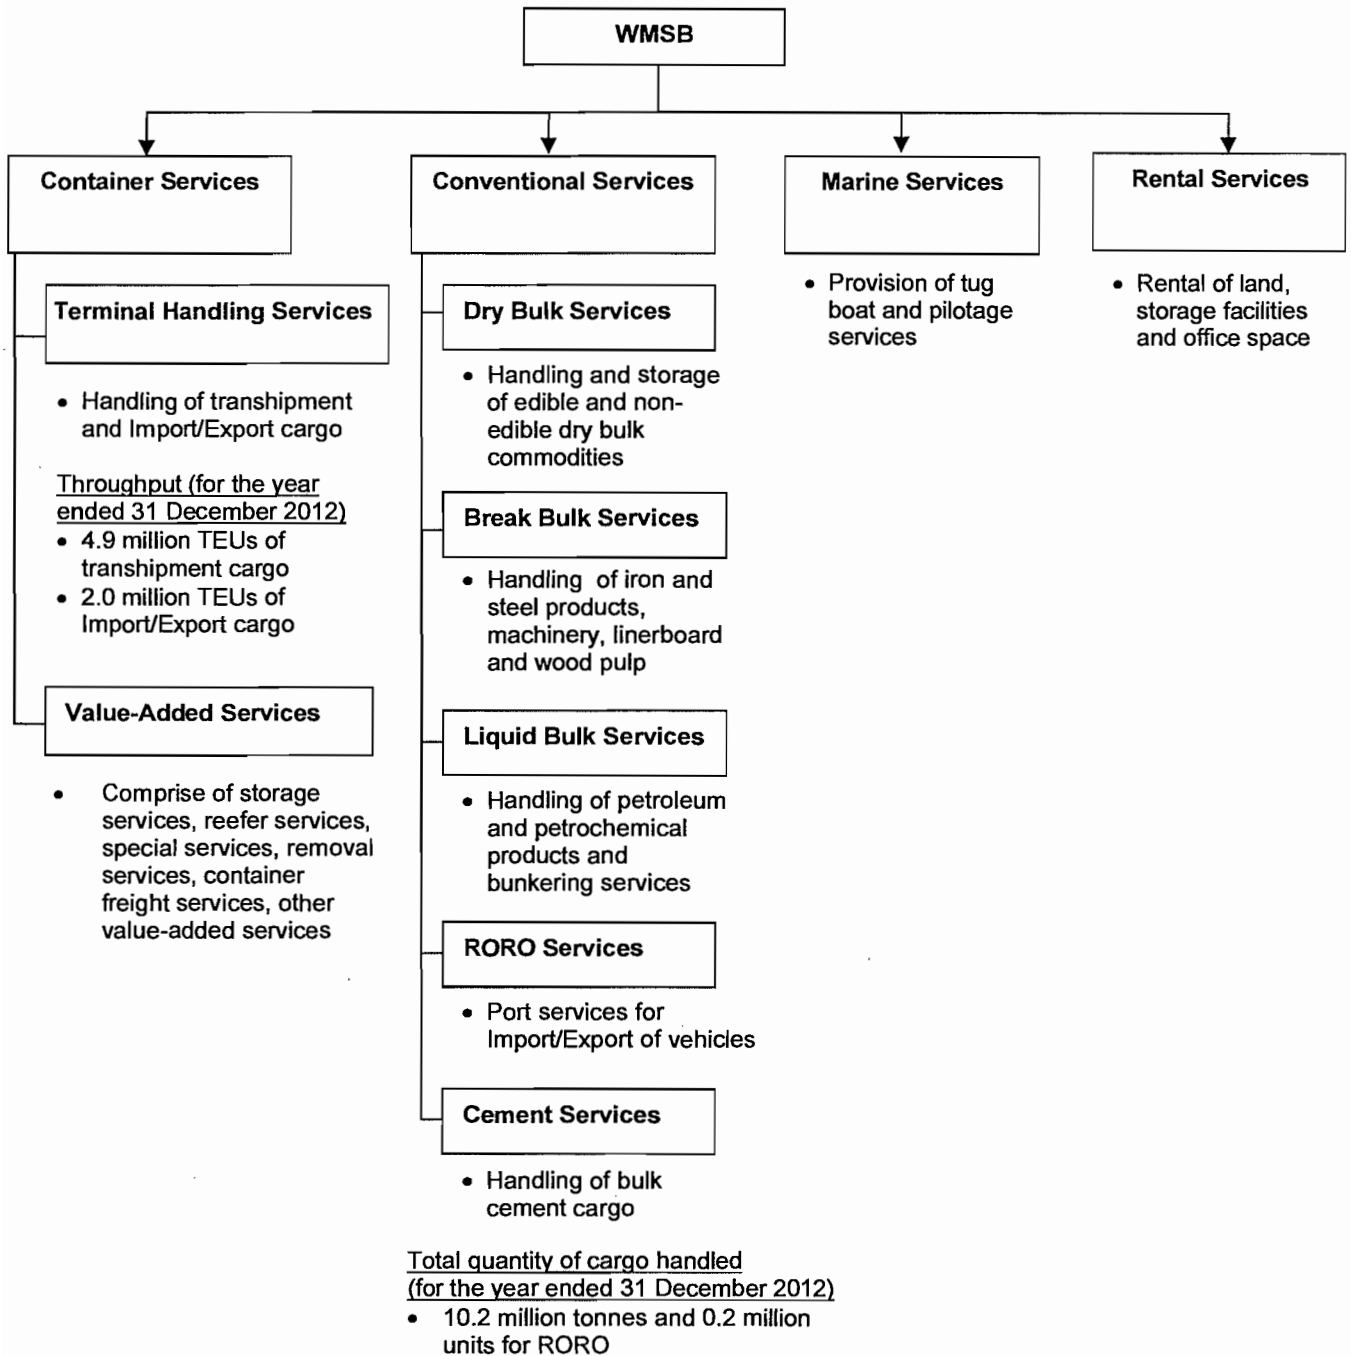 WMSB
Container Services
Terminal Handling Services
• Handling of transhipment
and Import/Export cargo
Throughput (for the year
ended 31 December 2012)
• 4.9 million TEUs of
transhipment cargo
• 2.0 million TEUs of
Import/Export cargo
Value-Added Services
• Comprise of storage
services, reefer services,
special services, removal
services, container
freight services, other
value-added services
Conventional Services
Dry Bulk Services
• Handling and storage
of edible and non-
edible dry bulk
commodities
Break Bulk Services
• Handling of iron and
steel products,
machinery, linerboard
and wood pulp
Liquid Bulk Services
• Handling of petroleum
and petrochemical
products and
bunkering services
RORO Services
• Port services for
Import/Export of vehicles
Cement Services
• Handling of bulk
cement cargo
Total quantity of cargo handled
(for the year ended 31 December 2012)
• 10.2 million tonnes and 0.2 million
units for RORO
Marine Services
• Provision of tug
boat and pilotage
services
Rental Services
• Rental of land,
storage facilities
and office space